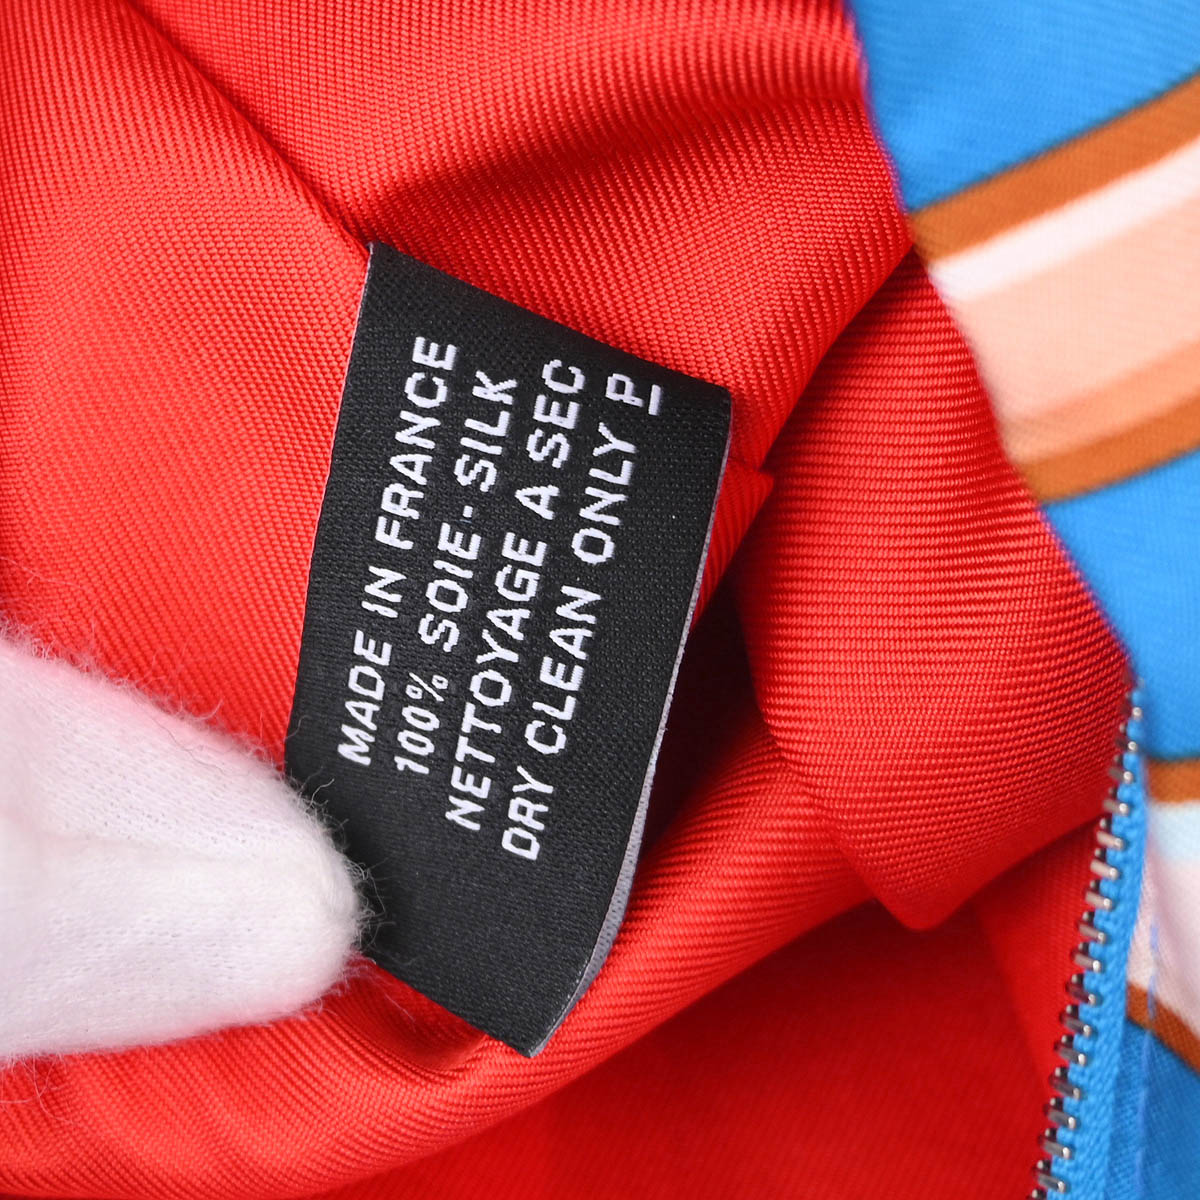 MADE IN FRANCE
100% SOIE-SILK
NETTOYAGE A SEC
DRY CLEAN ONLY P